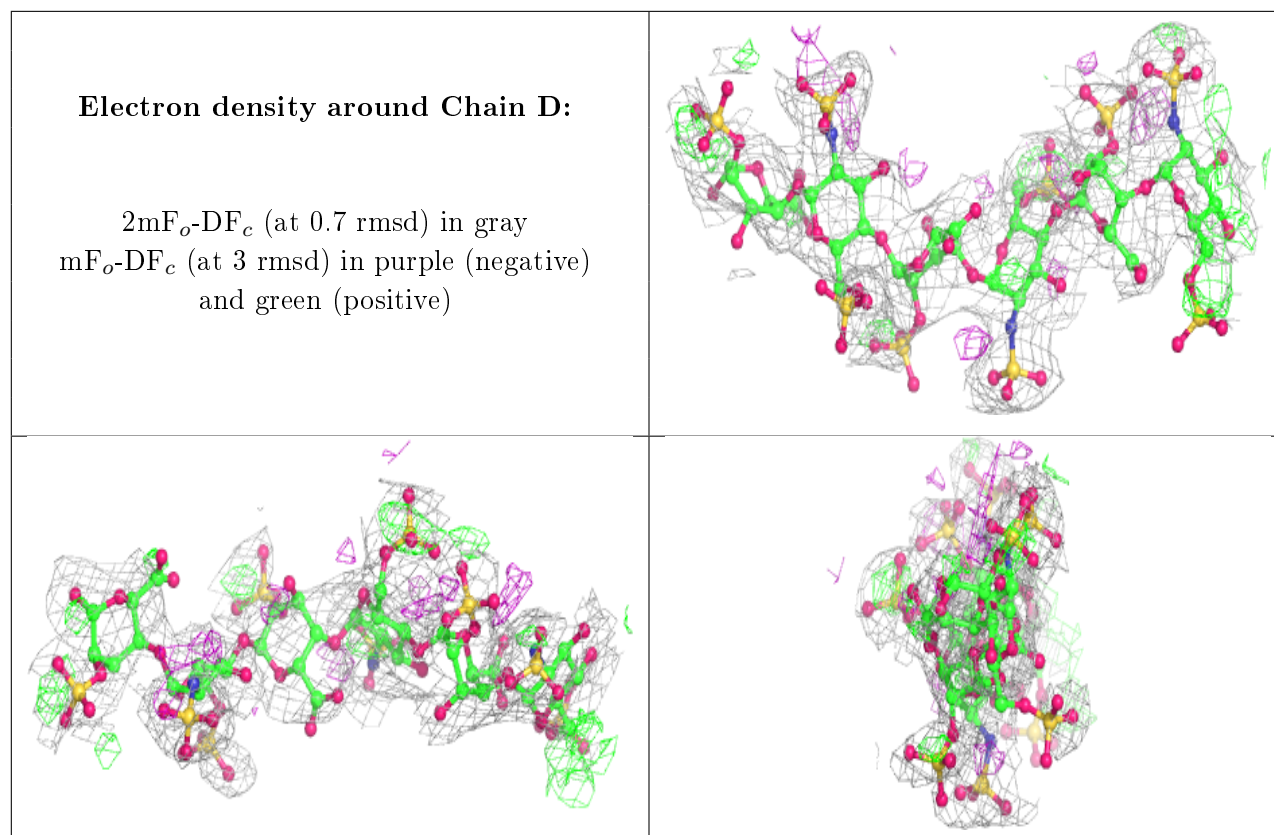 Electron density around Chain D:
2mFₒ-DF𝒸 (at 0.7 rmsd) in gray
mFₒ-DF𝒸 (at 3 rmsd) in purple (negative)
and green (positive)